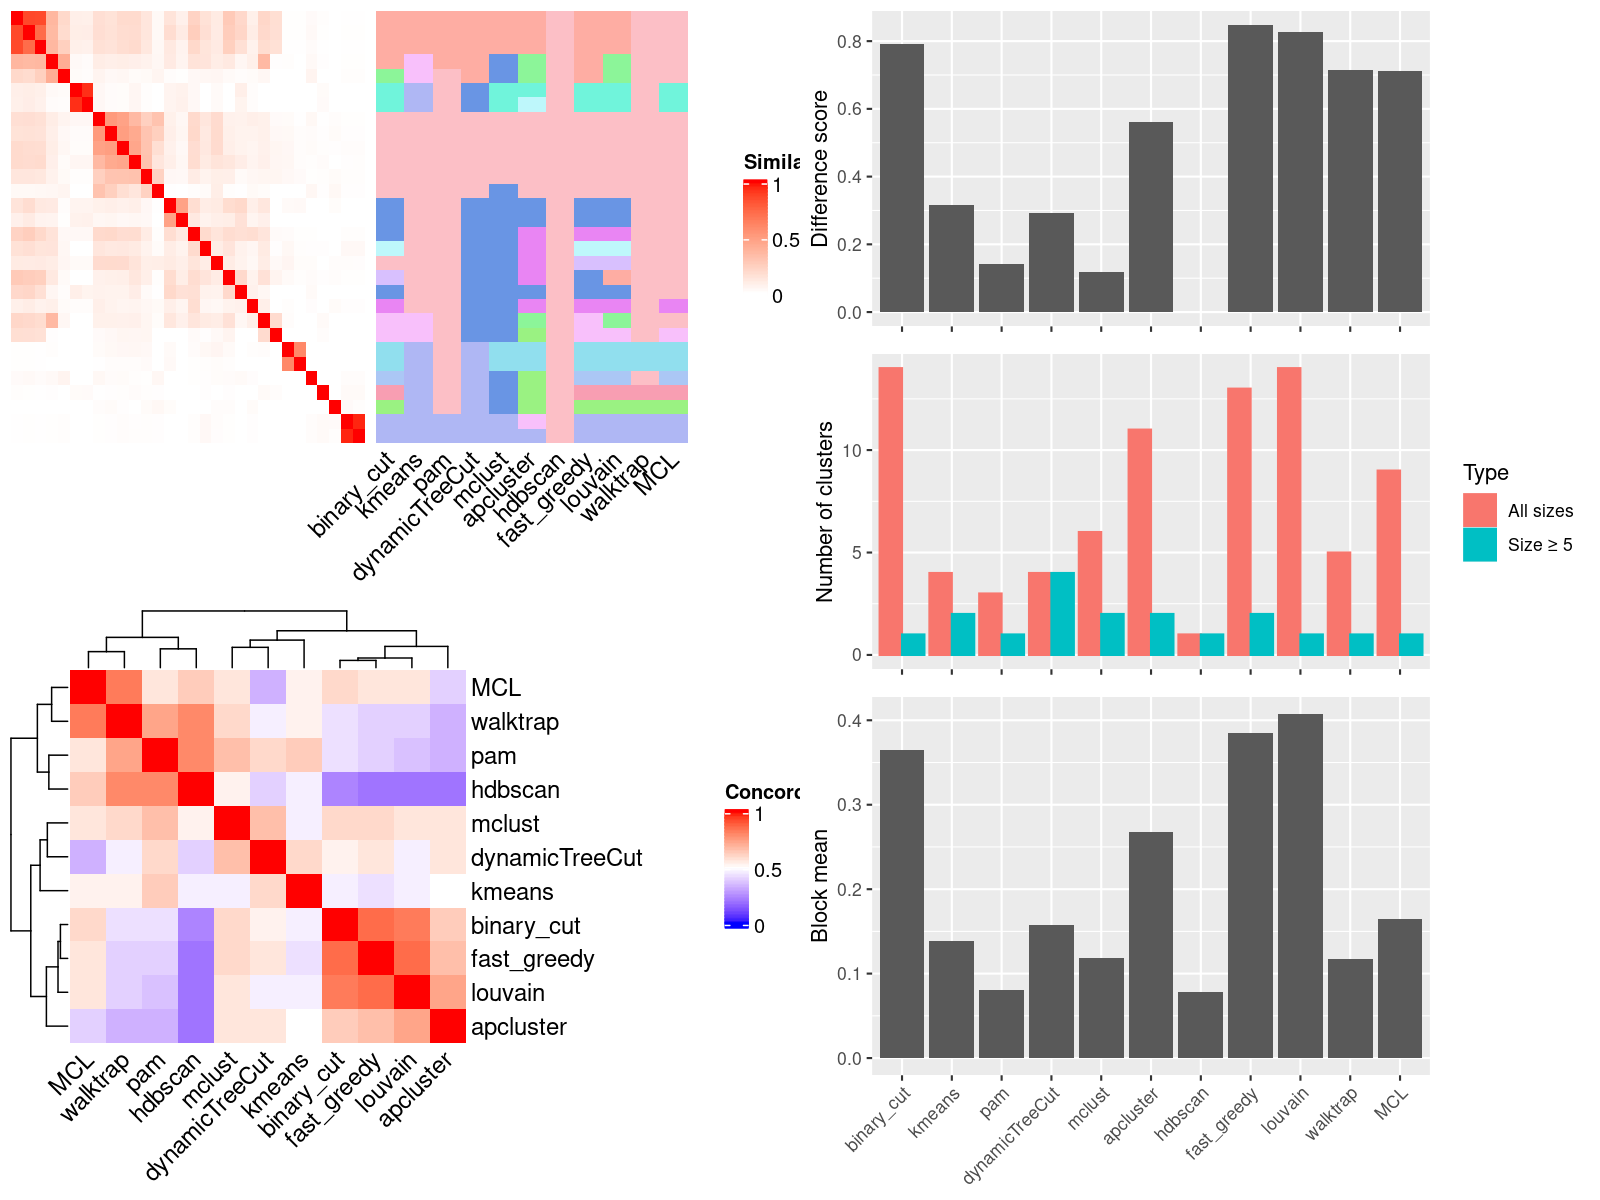 Simila
1
0.5
0
binary_cut
kmeans
pam
dynamicTreeCut
mclust
apcluster
hdbscan
fast_greedy
louvain
walktrap
MCL
MCL
walktrap
pam
hdbscan
mclust
dynamicTreeCut
kmeans
binary_cut
fast_greedy
louvain
apcluster
Concord
1
0.5
0
MCL
walktrap
pam
hdbscan
mclust
dynamicTreeCut
kmeans
binary_cut
fast_greedy
louvain
apcluster
Difference score
0.8
0.6
0.4
0.2
0.0
Number of clusters
10
5
0
Type
All sizes
Size ≥ 5
Block mean
0.4
0.3
0.2
0.1
0.0
binary_cut
kmeans
pam
dynamicTreeCut
mclust
apcluster
hdbscan
fast_greedy
louvain
walktrap
MCL